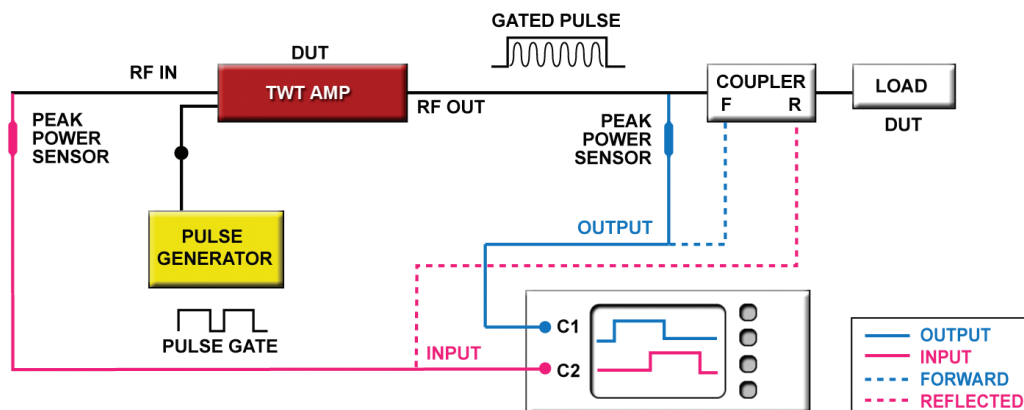 GATED PULSE
DUT
RF IN
TWT AMP
RF OUT
COUPLER
F R
LOAD
DUT
PEAK
POWER
SENSOR
PEAK
POWER
SENSOR
PULSE
GENERATOR
OUTPUT
PULSE GATE
INPUT
C1
C2
OUTPUT
INPUT
FORWARD
REFLECTED